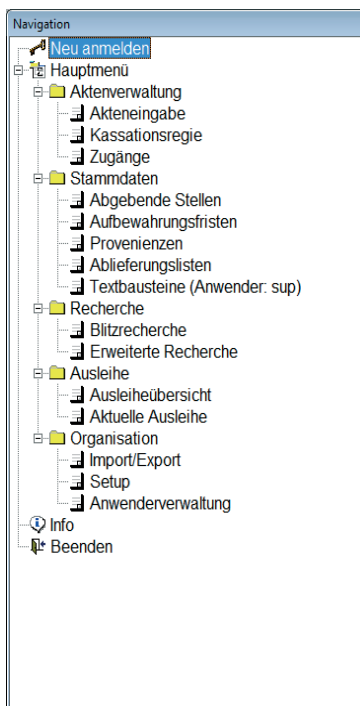 Navigation
Neu anmelden
Hauptmenü
Aktenverwaltung
Akteneingabe
Kassationsregie
Zugänge
Stammdaten
Abgebende Stellen
Aufbewahrungsfristen
Provenienzen
Ablieferungslisten
Textbausteine (Anwender: sup)
Recherche
Blitzrecherche
Erweiterte Recherche
Ausleihe
Ausleiheübersicht
Aktuelle Ausleihe
Organisation
Import/Export
Setup
Anwenderverwaltung
Info
Beenden